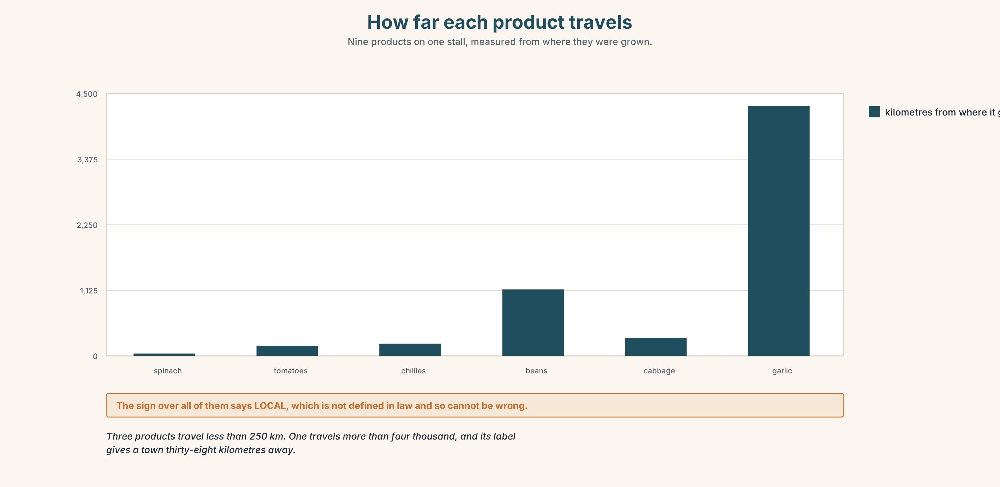 How far each product travels
Nine products on one stall, measured from where they were grown.
4,500
3,375
2,250
1,125
0
kilometres from where it
spinach
tomatoes
chillies
beans
cabbage
garlic
The sign over all of them says LOCAL, which is not defined in law and so cannot be wrong.
Three products travel less than 250 km. One travels more than four thousand, and its label
gives a town thirty-eight kilometres away.